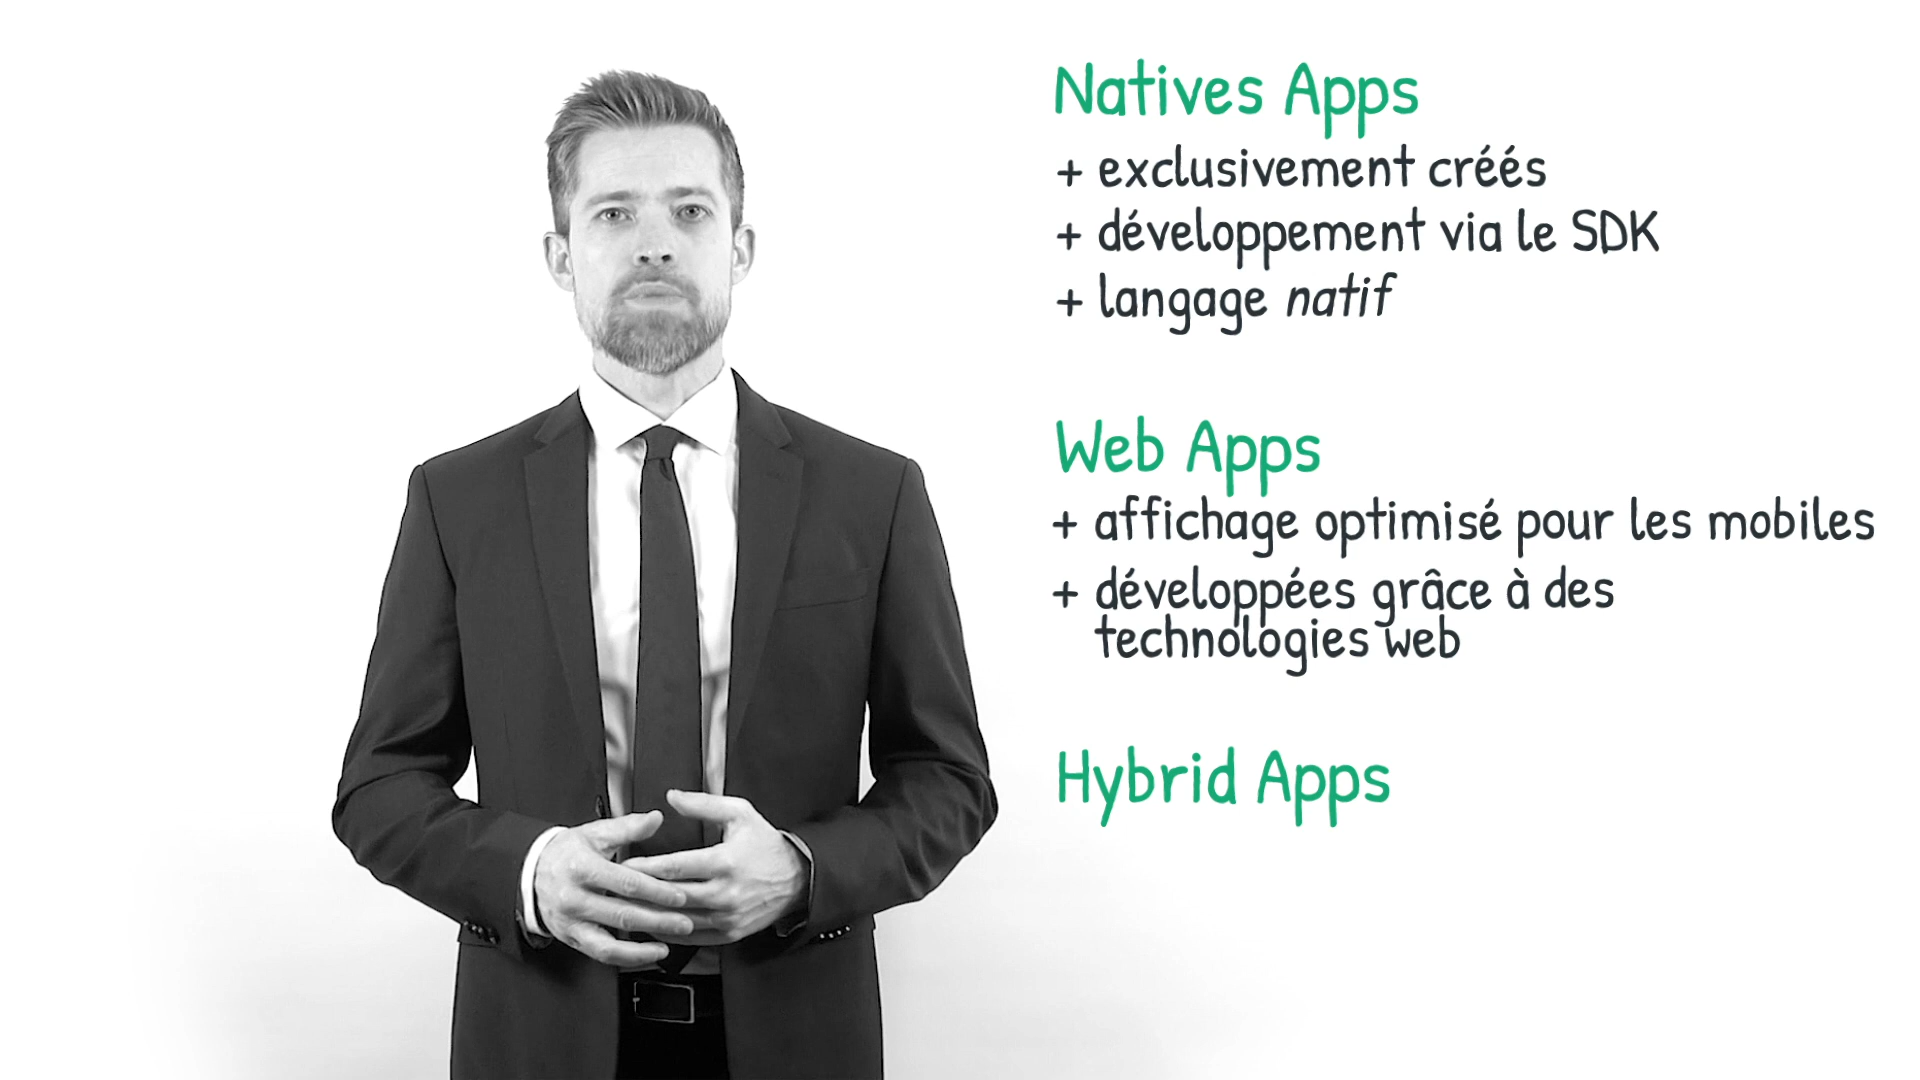 Natives Apps
+ exclusivement créés
+ développement via le SDK
+ langage natif
Web Apps
+ affichage optimisé pour les mobiles
+ développées grâce à des
technologies web
Hybrid Apps